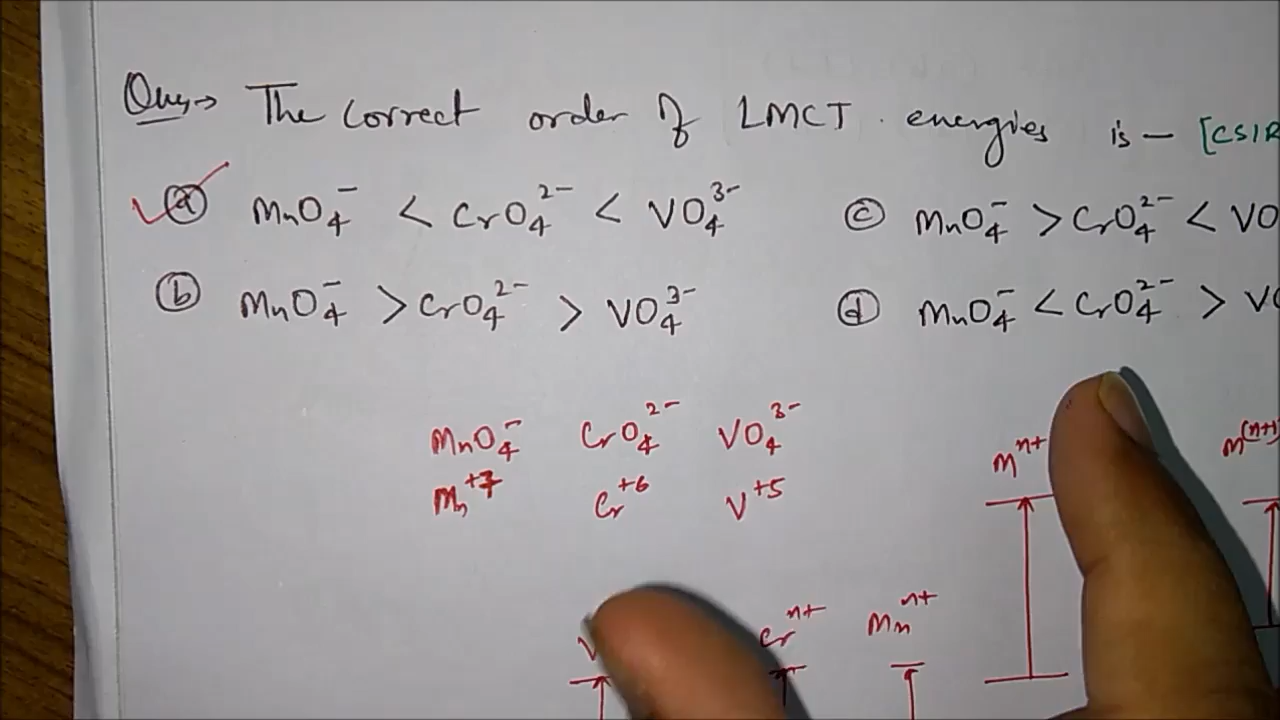 Ques→ The correct order of LMCT energies is — [CSIR
ⓐ MnO₄⁻ < CrO₄²⁻ < VO₄³⁻
ⓒ MnO₄⁻ > CrO₄²⁻ < VO
ⓑ MnO₄⁻ > CrO₄²⁻ > VO₄³⁻
ⓓ MnO₄⁻ < CrO₄²⁻ > VO
MnO₄⁻ CrO₄²⁻ VO₄³⁻
Mn⁺⁷ Cr⁺⁶ V⁺⁵
Mⁿ⁺ M⁽ⁿ⁺¹⁾
V Crⁿ⁺ Mnⁿ⁺